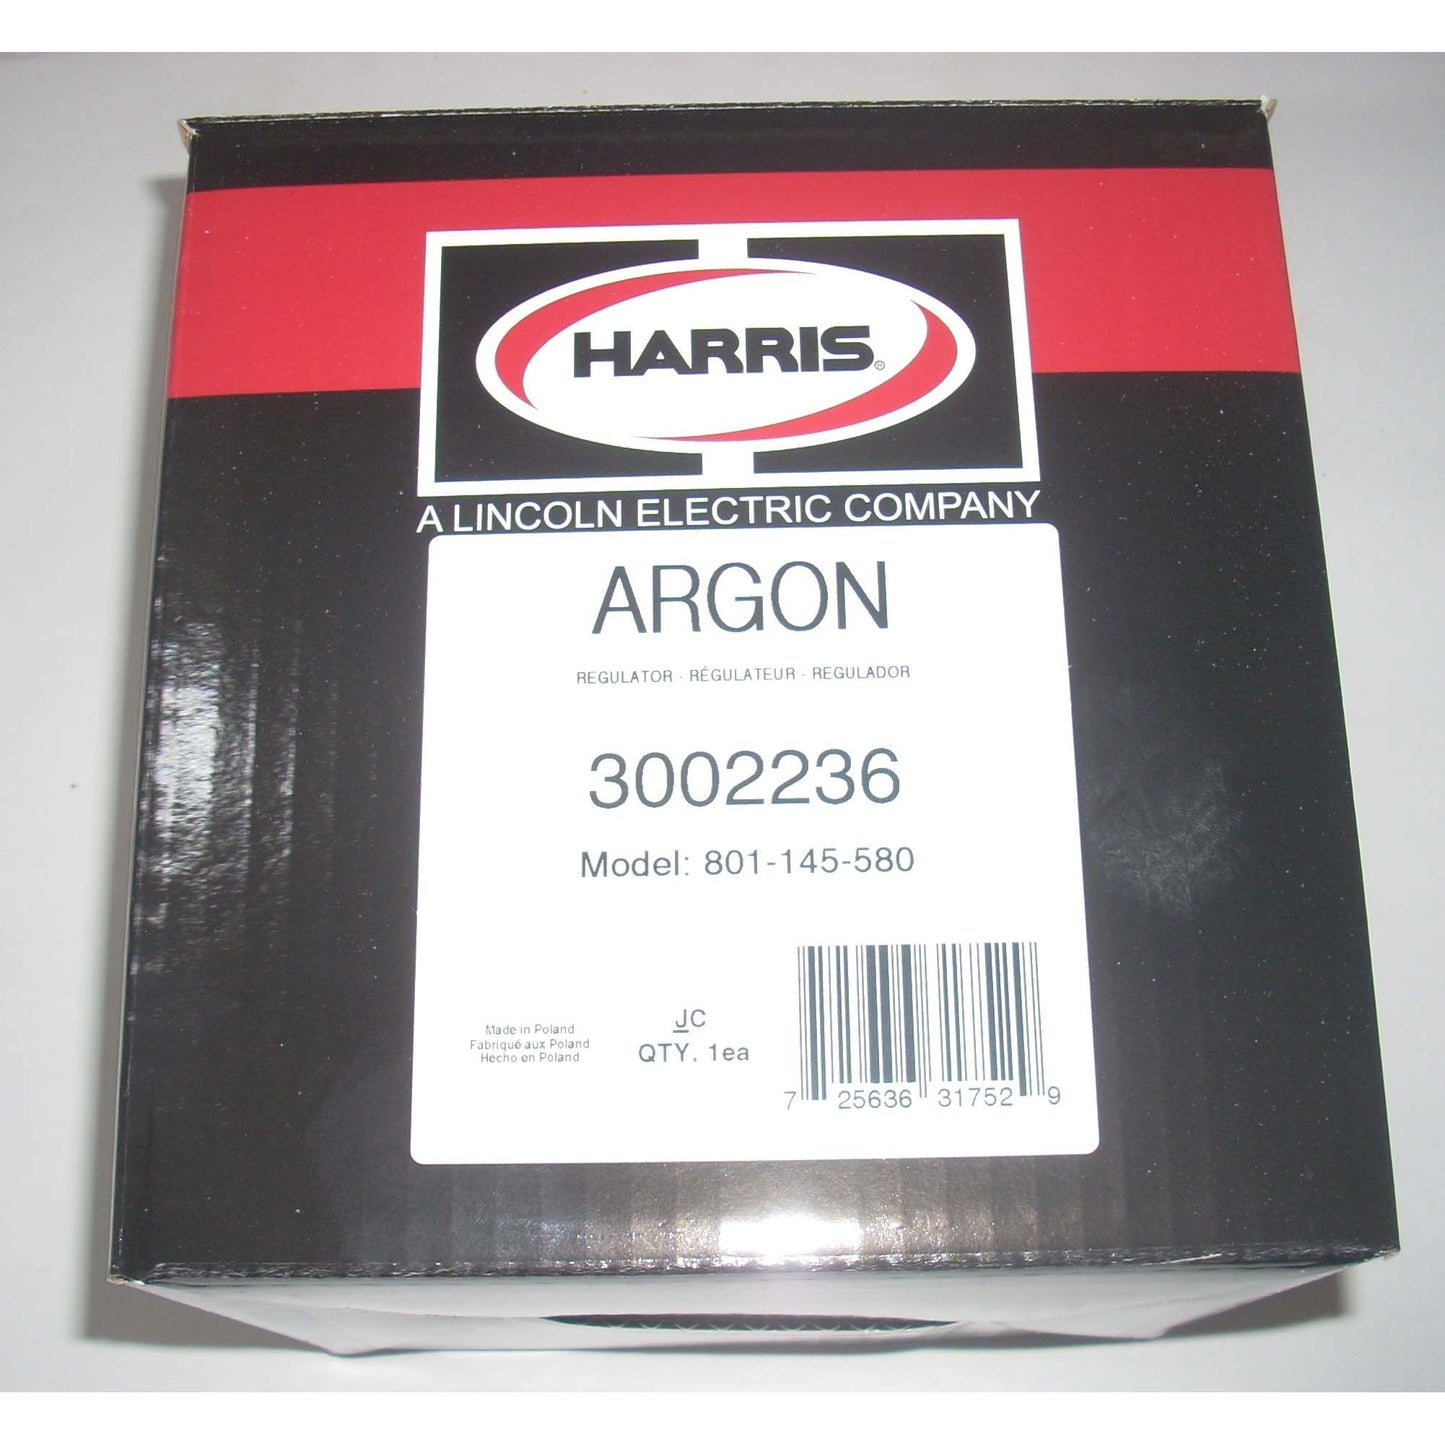 HARRIS®
A LINCOLN ELECTRIC COMPANY
ARGON
REGULATOR - RÉGULATEUR - REGULADOR
3002236
Model: 801-145-580
Made in Poland
Fabriqué aux Poland
Hecho en Poland
JC
QTY. 1ea
7 25636 31752 9